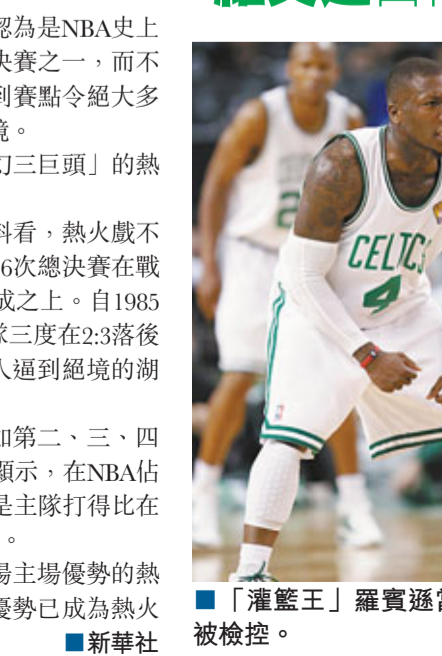 認為是NBA史上
決賽之一，而不
到賽點令絕大多
境。
幻三巨頭」的熱
料看，熱火戲不
6次總決賽在戰
成之上。自1985
隊三度在2:3落後
人逼到絕境的湖
如第二、三、四
顯示，在NBA佔
是主隊打得比在
。
場主場優勢的熱
優勢已成為熱火
■新華社
CELTICS
4
■「灌籃王」羅賓遜
被檢控。